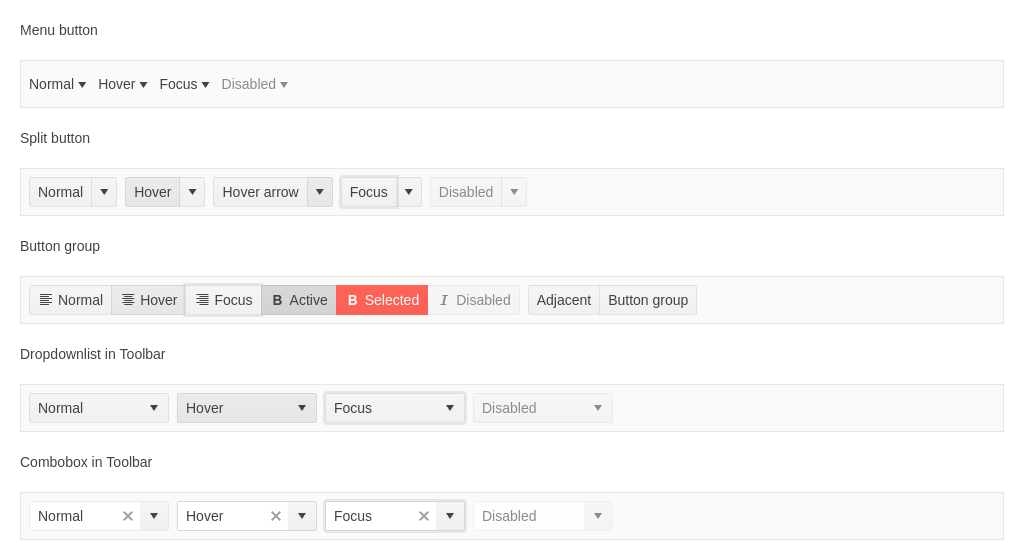 Menu button
Normal Hover Focus Disabled
Split button
Normal Hover Hover arrow Focus Disabled
Button group
Normal Hover Focus B Active B Selected I Disabled Adjacent Button group
Dropdownlist in Toolbar
Normal Hover Focus Disabled
Combobox in Toolbar
Normal Hover Focus Disabled